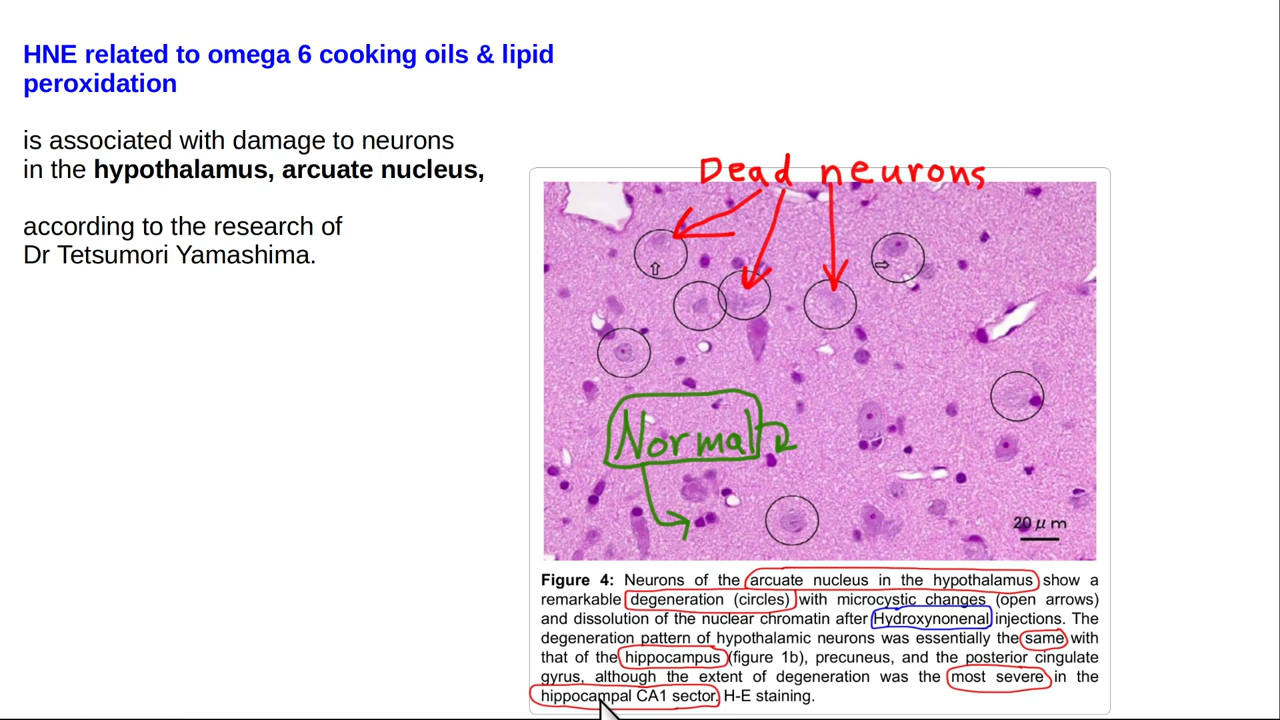 HNE related to omega 6 cooking oils & lipid
peroxidation
is associated with damage to neurons
in the hypothalamus, arcuate nucleus,
according to the research of
Dr Tetsumori Yamashima.
Dead neurons
Normal
20 μm
Figure 4: Neurons of the arcuate nucleus in the hypothalamus show a
remarkable degeneration (circles) with microcystic changes (open arrows)
and dissolution of the nuclear chromatin after Hydroxynonenal injections. The
degeneration pattern of hypothalamic neurons was essentially the same with
that of the hippocampus (figure 1b), precuneus, and the posterior cingulate
gyrus, although the extent of degeneration was the most severe in the
hippocampal CA1 sector. H-E staining.